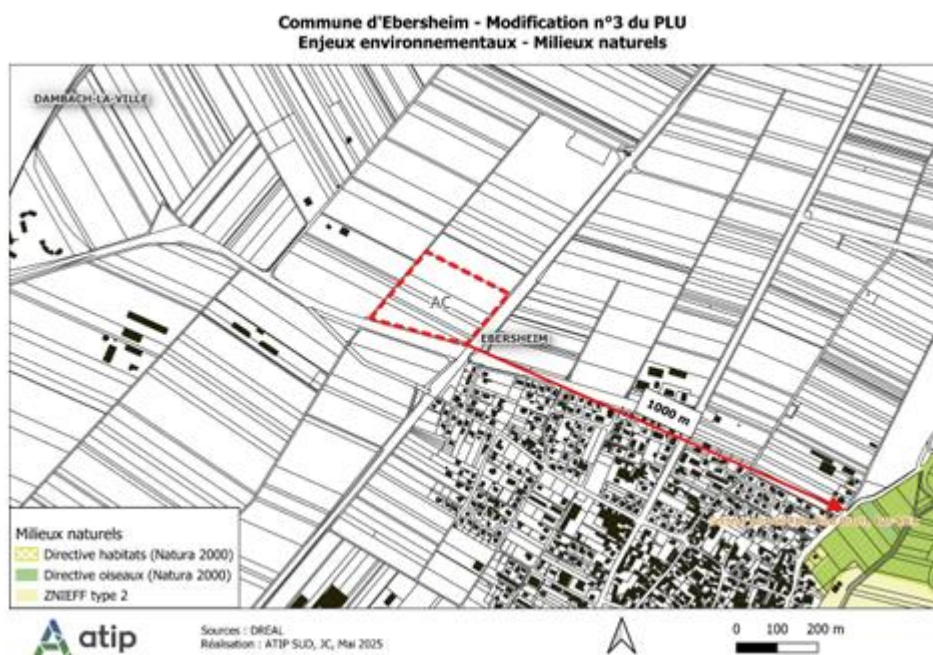 Commune d'Ebersheim - Modification n°3 du PLU
Enjeux environnementaux - Milieux naturels
DAMBACH-LA-VILLE
AC
EBERSHEIM
1000 m
Milieux naturels
Directive habitats (Natura 2000)
Directive oiseaux (Natura 2000)
ZNIEFF type 2
atip
Sources : DREAL
Réalisation : ATIP SUD, JC, Mai 2025
0 100 200 m